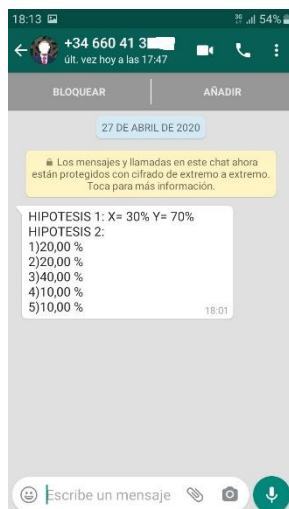 18:13 54%
+34 660 41 3
últ. vez hoy a las 17:47
BLOQUEAR AÑADIR
27 DE ABRIL DE 2020
Los mensajes y llamadas en este chat ahora
están protegidos con cifrado de extremo a extremo.
Toca para más información.
HIPOTESIS 1: X= 30% Y= 70%
HIPOTESIS 2:
1)20,00 %
2)20,00 %
3)40,00 %
4)10,00 %
5)10,00 %
18:01
Escribe un mensaje